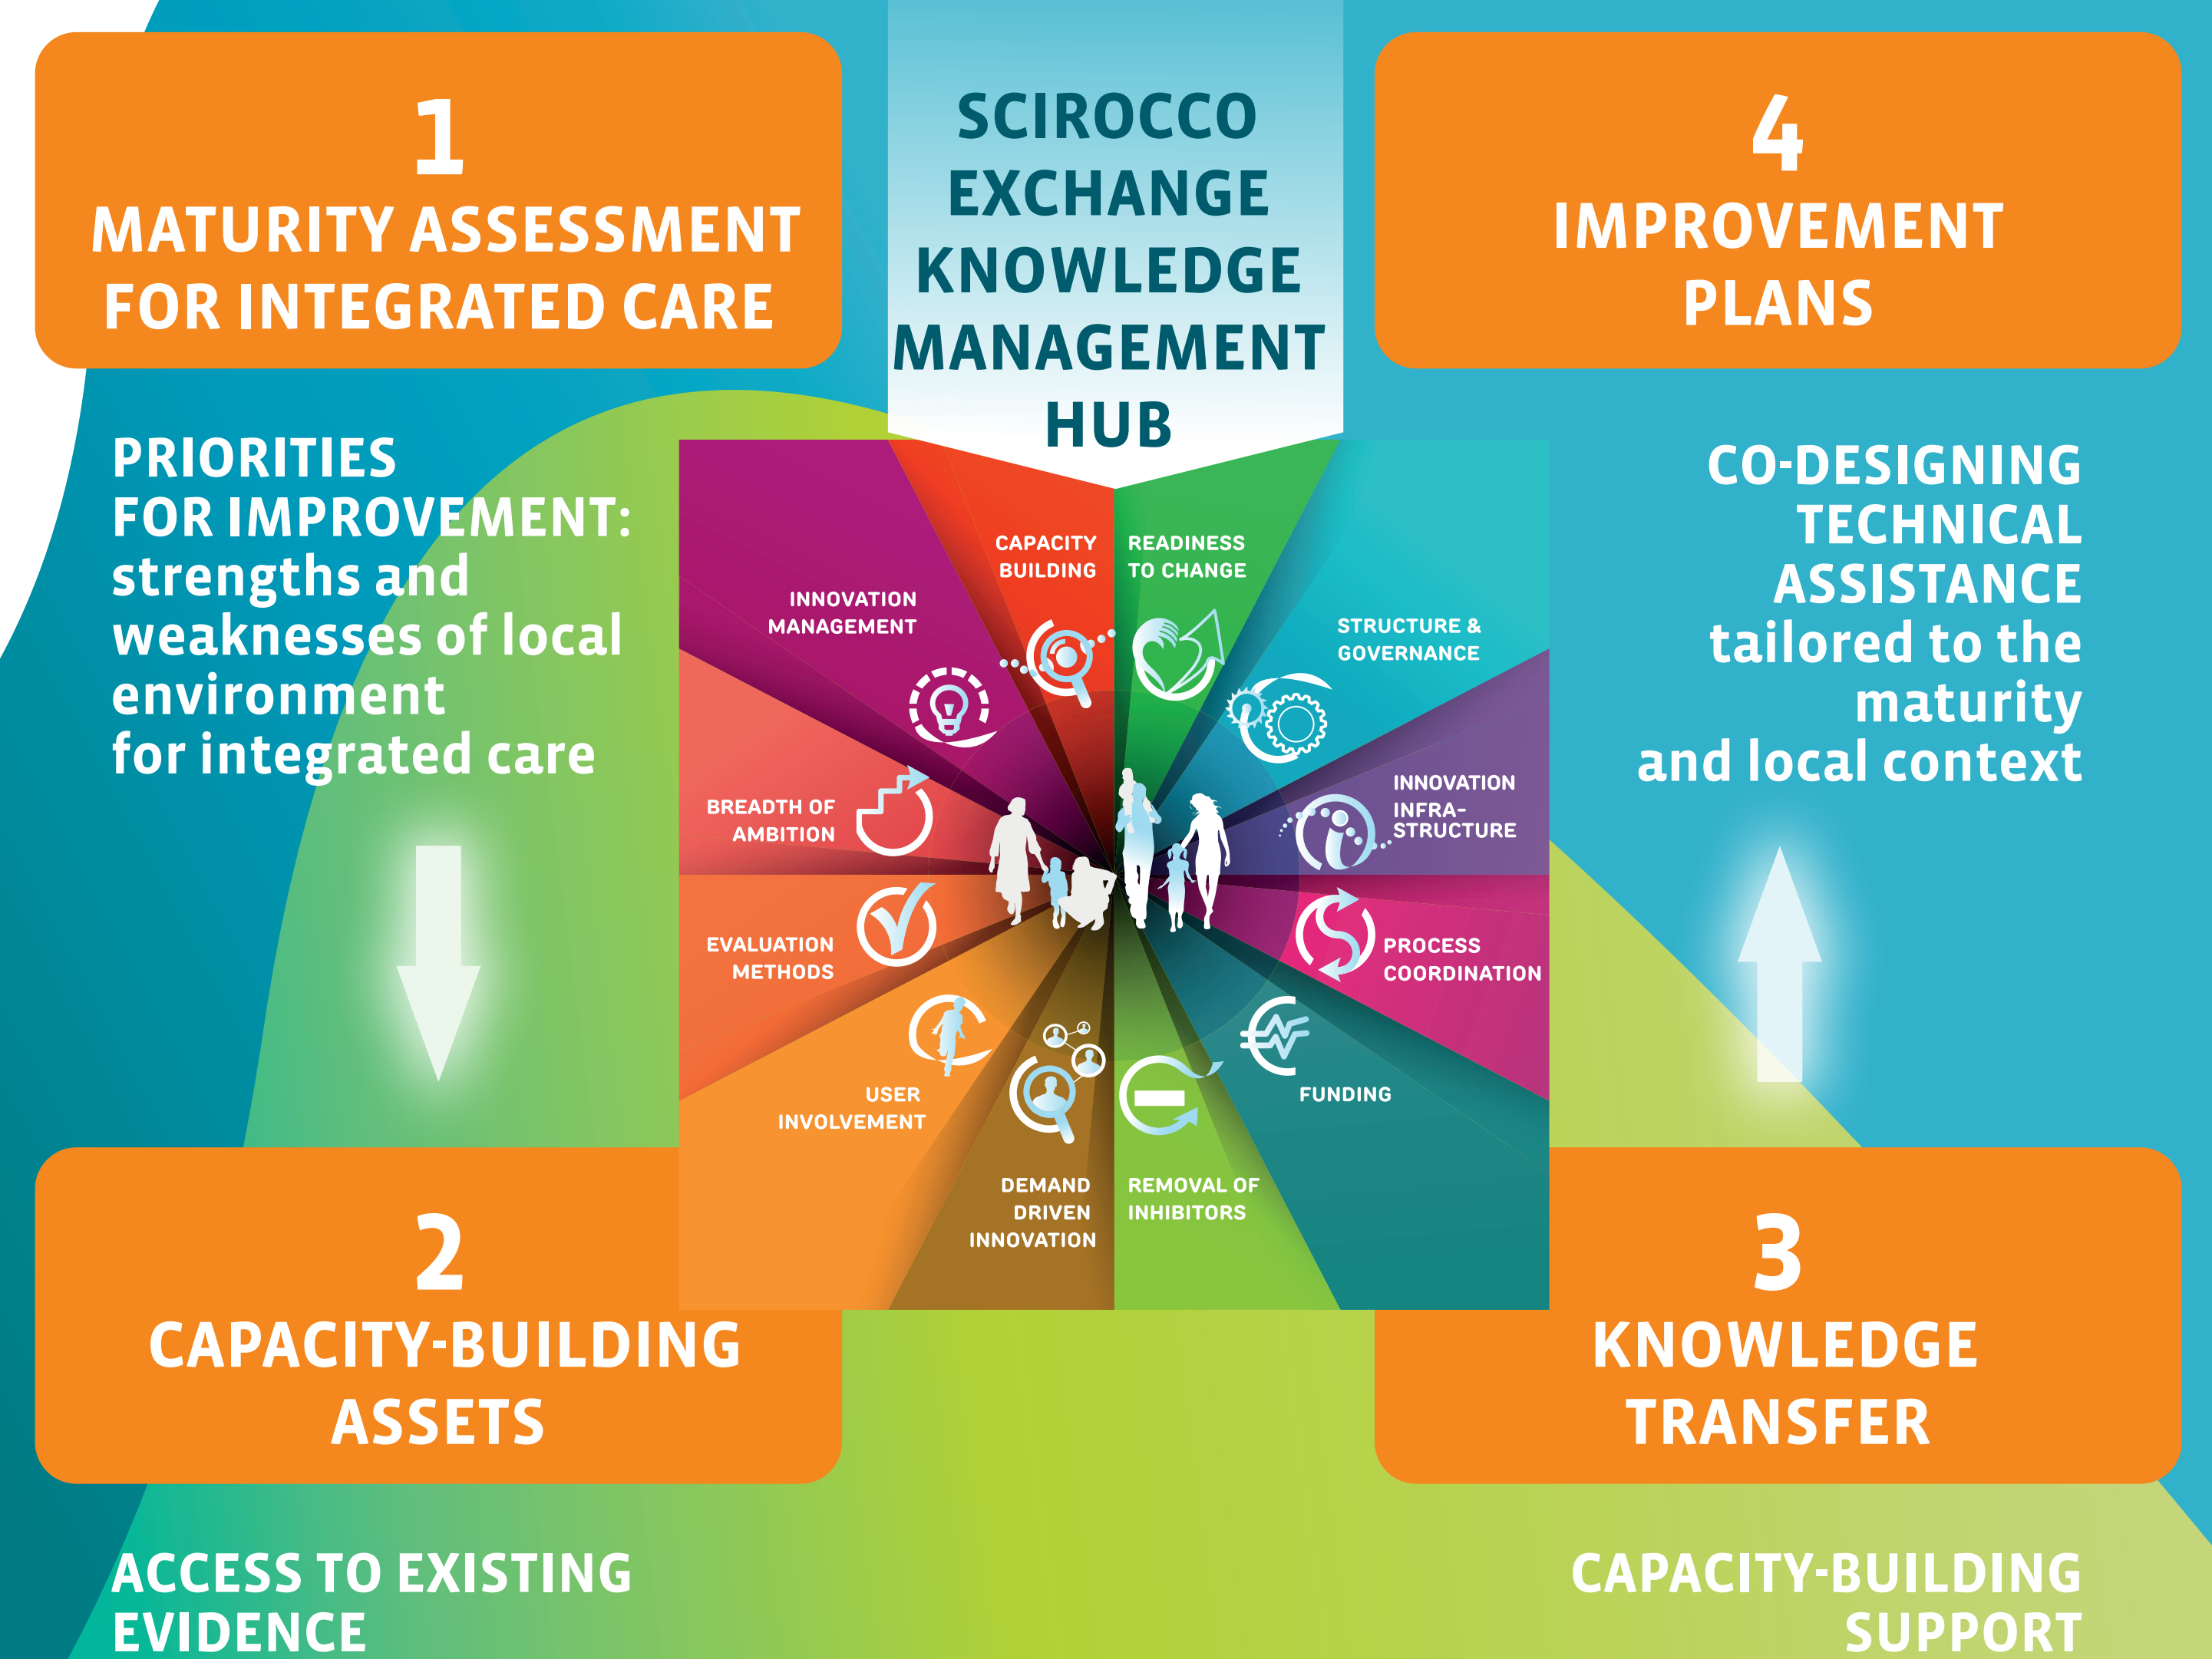 1
MATURITY ASSESSMENT
FOR INTEGRATED CARE
PRIORITIES
FOR IMPROVEMENT:
strengths and
weaknesses of local
environment
for integrated care
2
CAPACITY-BUILDING
ASSETS
ACCESS TO EXISTING
EVIDENCE
SCIROCCO
EXCHANGE
KNOWLEDGE
MANAGEMENT
HUB
CAPACITY
BUILDING
READINESS
TO CHANGE
STRUCTURE &
GOVERNANCE
INNOVATION
INFRA-
STRUCTURE
PROCESS
COORDINATION
FUNDING
REMOVAL OF
INHIBITORS
DEMAND
DRIVEN
INNOVATION
USER
INVOLVEMENT
EVALUATION
METHODS
BREADTH OF
AMBITION
INNOVATION
MANAGEMENT
3
KNOWLEDGE
TRANSFER
CAPACITY-BUILDING
SUPPORT
4
IMPROVEMENT
PLANS
CO-DESIGNING
TECHNICAL
ASSISTANCE
tailored to the
maturity
and local context